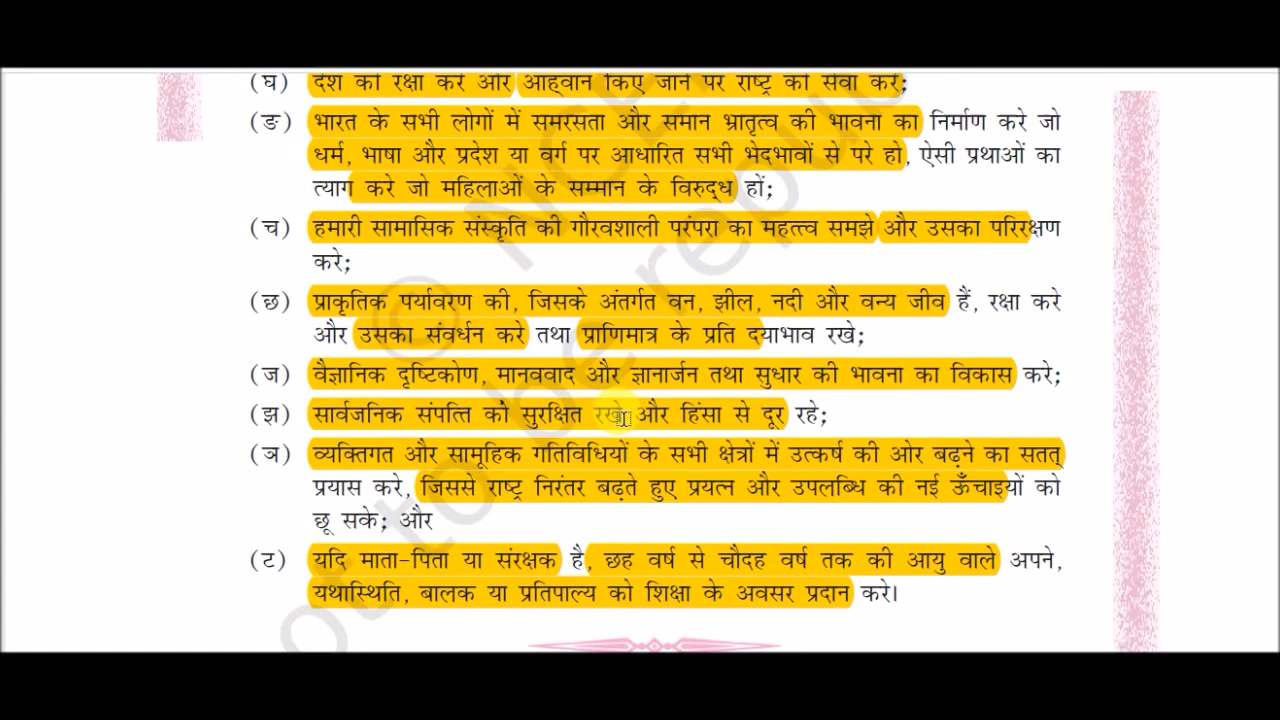 (घ) देश की रक्षा करे और आह्वान किए जाने पर राष्ट्र की सेवा करे;
(ङ) भारत के सभी लोगों में समरसता और समान भ्रातृत्व की भावना का निर्माण करे जो
धर्म, भाषा और प्रदेश या वर्ग पर आधारित सभी भेदभावों से परे हो, ऐसी प्रथाओं का
त्याग करे जो महिलाओं के सम्मान के विरुद्ध हों;
(च) हमारी सामासिक संस्कृति की गौरवशाली परंपरा का महत्त्व समझे और उसका परिरक्षण
करे;
(छ) प्राकृतिक पर्यावरण की, जिसके अंतर्गत वन, झील, नदी और वन्य जीव हैं, रक्षा करे
और उसका संवर्धन करे तथा प्राणिमात्र के प्रति दयाभाव रखे;
(ज) वैज्ञानिक दृष्टिकोण, मानववाद और ज्ञानार्जन तथा सुधार की भावना का विकास करे;
(झ) सार्वजनिक संपत्ति को सुरक्षित रखे और हिंसा से दूर रहे;
(ञ) व्यक्तिगत और सामूहिक गतिविधियों के सभी क्षेत्रों में उत्कर्ष की ओर बढ़ने का सतत्
प्रयास करे, जिससे राष्ट्र निरंतर बढ़ते हुए प्रयत्न और उपलब्धि की नई ऊँचाइयों को
छू सके; और
(ट) यदि माता-पिता या संरक्षक है, छह वर्ष से चौदह वर्ष तक की आयु वाले अपने,
यथास्थिति, बालक या प्रतिपाल्य को शिक्षा के अवसर प्रदान करे।
© NCE
not to be repu